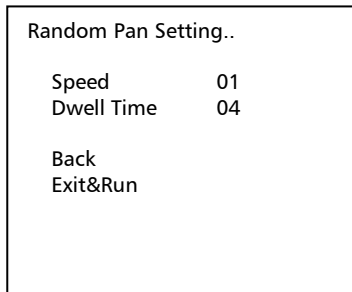 Random Pan Setting..
Speed 01
Dwell Time 04
Back
Exit&Run